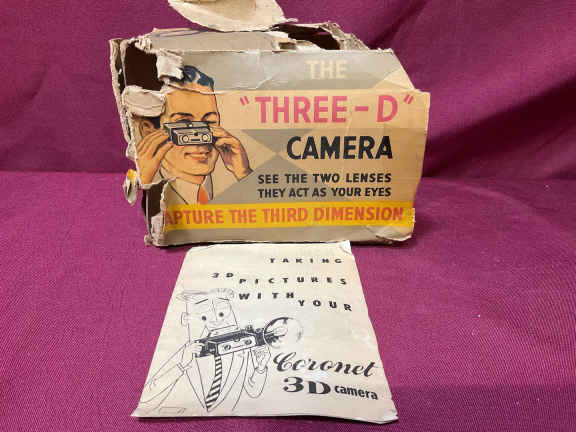 THE
"THREE-D"
CAMERA
SEE THE TWO LENSES
THEY ACT AS YOUR EYES
APTURE THE THIRD DIMENSION
TAKING
3D PICTURES
WITH YOUR
Coronet
3D camera